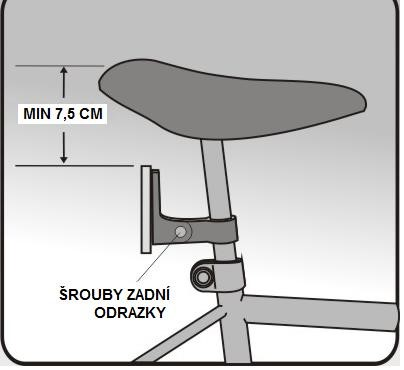 MIN 7,5 CM
ŠROUBY ZADNÍ
ODRAZKY